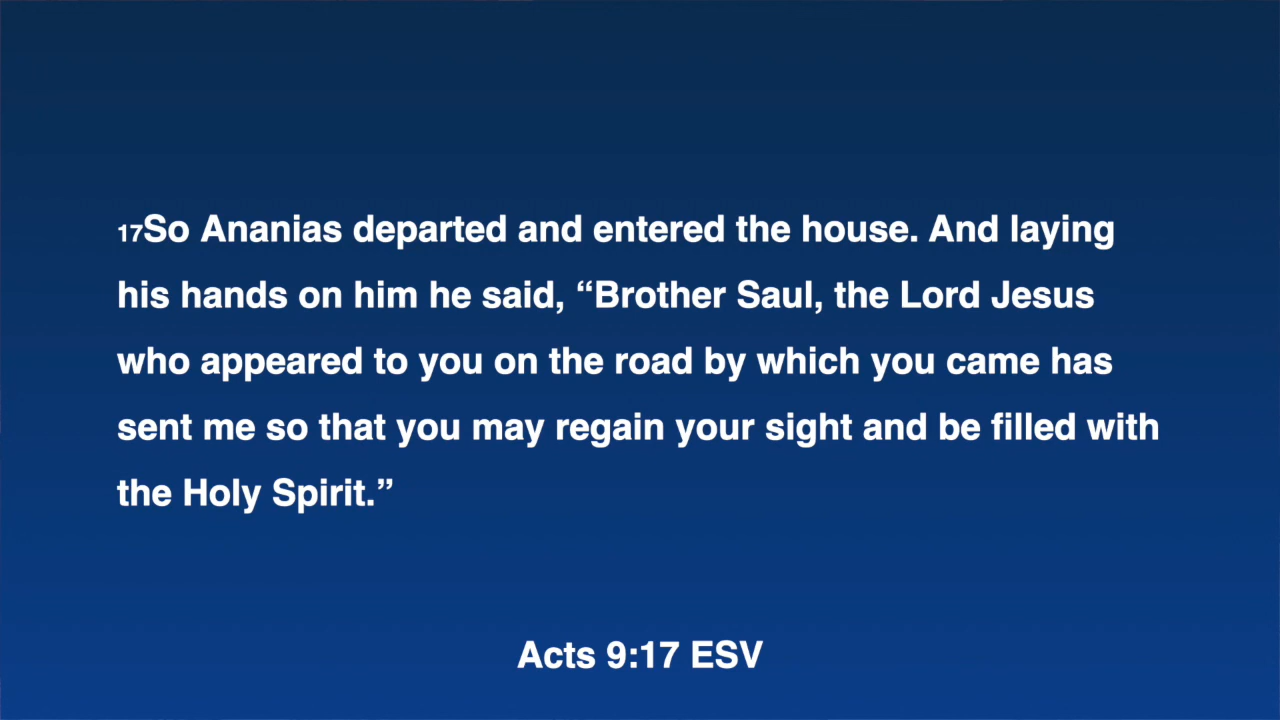 17So Ananias departed and entered the house. And laying
his hands on him he said, “Brother Saul, the Lord Jesus
who appeared to you on the road by which you came has
sent me so that you may regain your sight and be filled with
the Holy Spirit.”
Acts 9:17 ESV